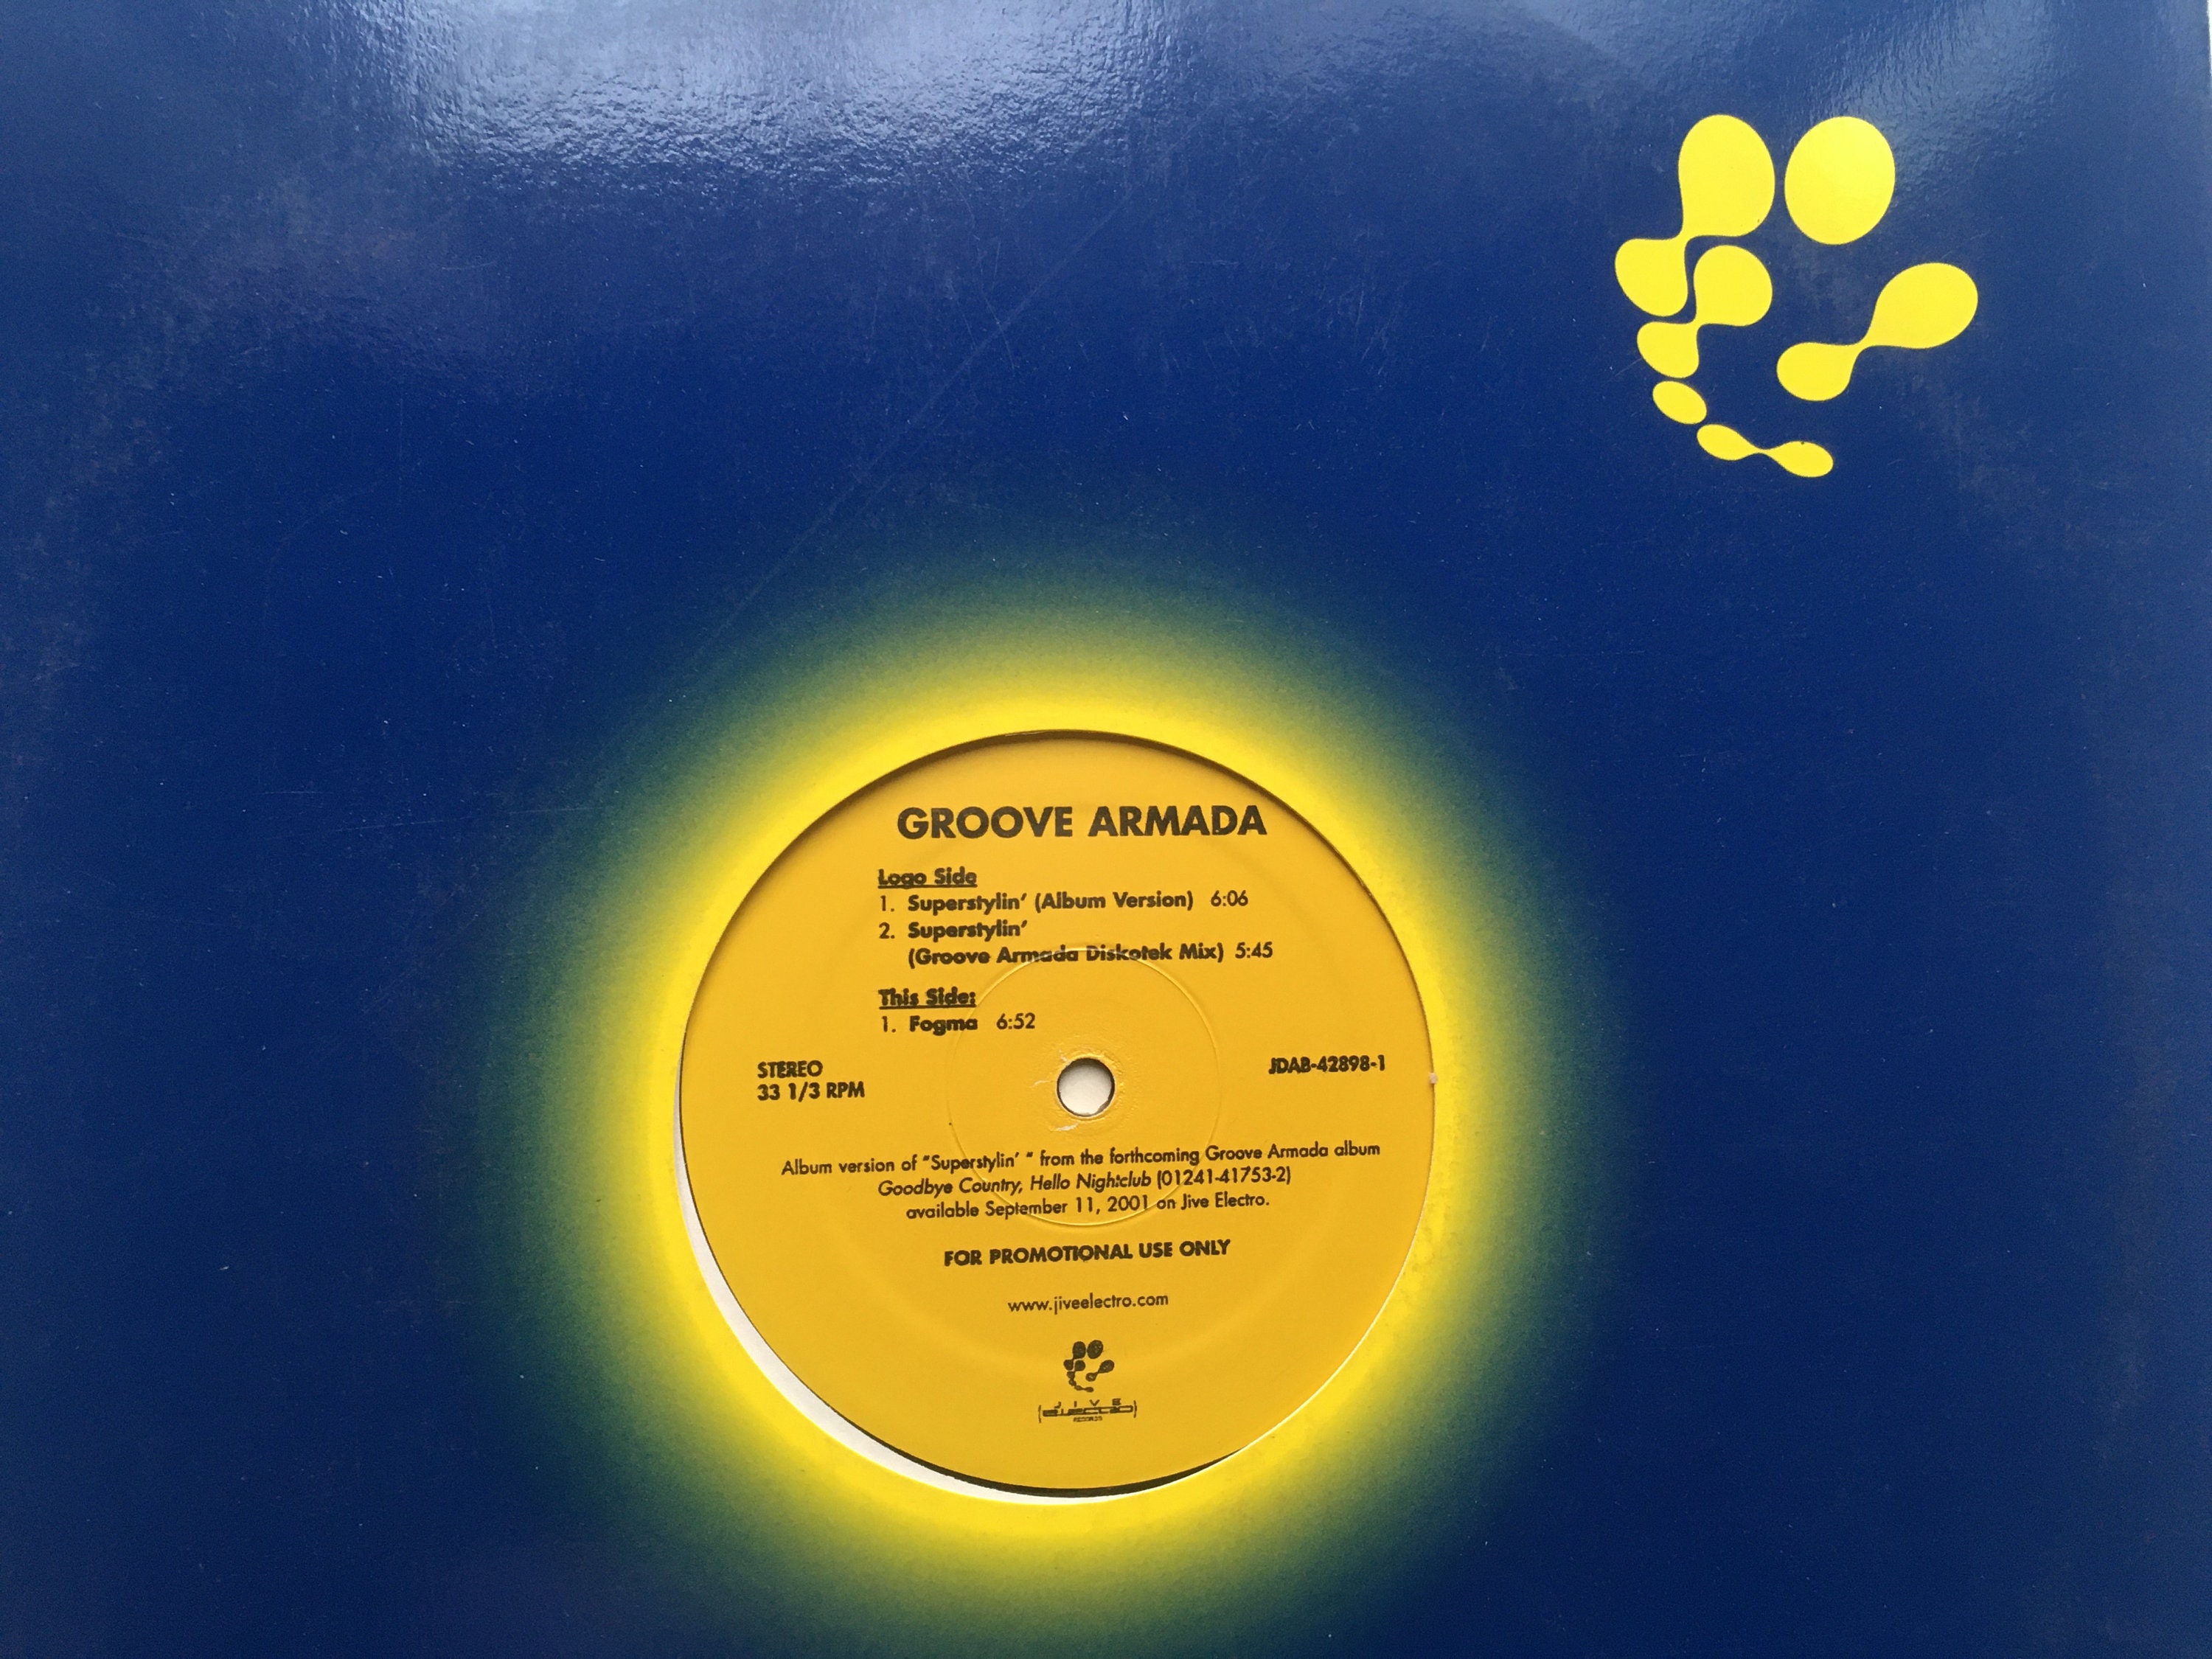 GROOVE ARMADA
Logo Side
1. Superstylin' (Album Version) 6:06
2. Superstylin'
(Groove Armada Diskotek Mix) 5:45
This Side:
1. Fogma 6:52
STEREO
33 1/3 RPM
JDAB-42898-1
Album version of "Superstylin' " from the forthcoming Groove Armada album
Goodbye Country, Hello Nightclub (01241-41753-2)
available September 11, 2001 on Jive Electro.
FOR PROMOTIONAL USE ONLY
www.jiveelectro.com
JIVE
ELECTRO
RECORDS